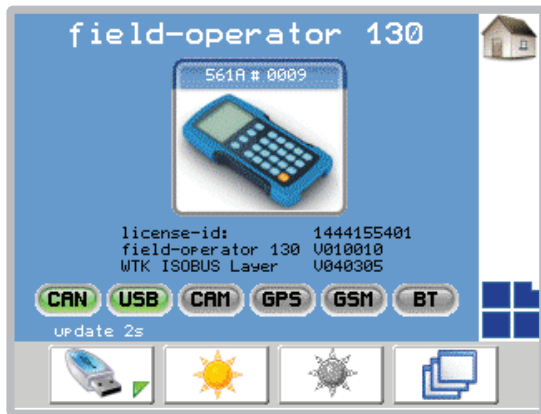 field-operator 130
561A # 0009
license-id: 1444155401
field-operator 130 V010010
WTK ISOBUS Layer V040305
CAN USB CAM GPS GSM BT
update 2s